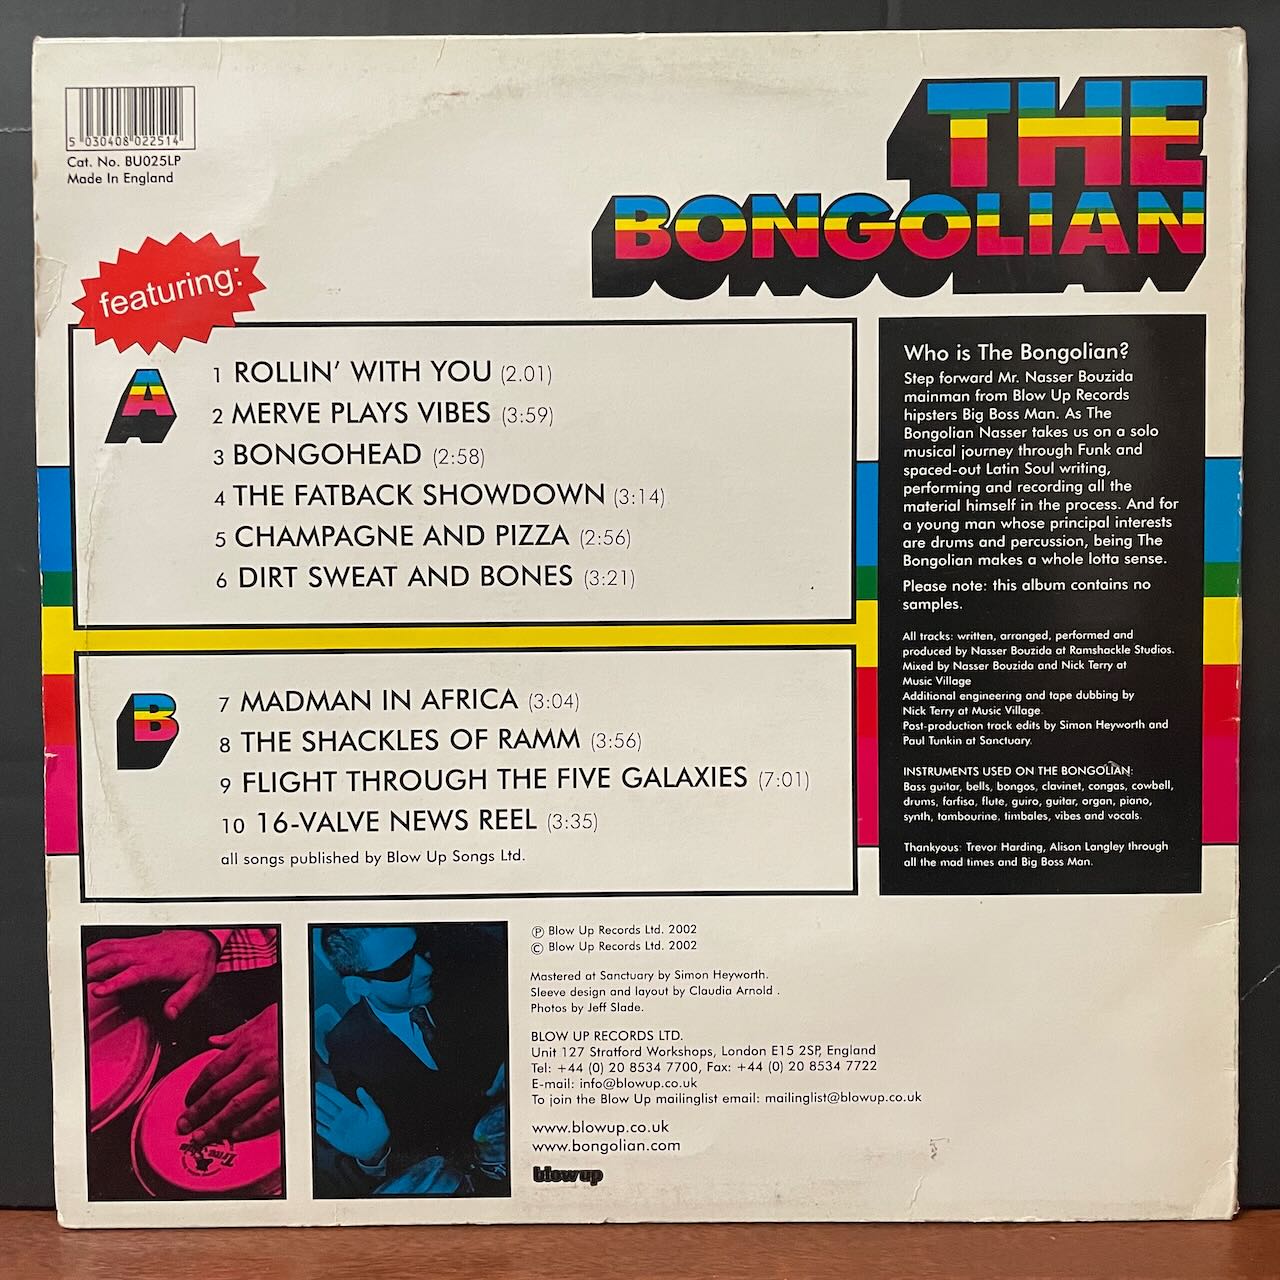 5 030408 022514
Cat. No. BU025LP
Made In England
THE
BONGOLIAN
featuring:
A
1 ROLLIN' WITH YOU (2.01)
2 MERVE PLAYS VIBES (3:59)
3 BONGOHEAD (2:58)
4 THE FATBACK SHOWDOWN (3:14)
5 CHAMPAGNE AND PIZZA (2:56)
6 DIRT SWEAT AND BONES (3:21)
B
7 MADMAN IN AFRICA (3:04)
8 THE SHACKLES OF RAMM (3:56)
9 FLIGHT THROUGH THE FIVE GALAXIES (7:01)
10 16-VALVE NEWS REEL (3:35)
all songs published by Blow Up Songs Ltd.
Who is The Bongolian?
Step forward Mr. Nasser Bouzida
mainman from Blow Up Records
hipsters Big Boss Man. As The
Bongolian Nasser takes us on a solo
musical journey through Funk and
spaced-out Latin Soul writing,
performing and recording all the
material himself in the process. And for
a young man whose principal interests
are drums and percussion, being The
Bongolian makes a whole lotta sense.
Please note: this album contains no
samples.
All tracks: written, arranged, performed and
produced by Nasser Bouzida at Ramshackle Studios.
Mixed by Nasser Bouzida and Nick Terry at
Music Village
Additional engineering and tape dubbing by
Nick Terry at Music Village.
Post-production track edits by Simon Heyworth and
Paul Tunkin at Sanctuary.
INSTRUMENTS USED ON THE BONGOLIAN:
Bass guitar, bells, bongos, clavinet, congas, cowbell,
drums, farfisa, flute, guiro, guitar, organ, piano,
synth, tambourine, timbales, vibes and vocals.
Thankyous: Trevor Harding, Alison Langley through
all the mad times and Big Boss Man.
℗ Blow Up Records Ltd. 2002
© Blow Up Records Ltd. 2002
Mastered at Sanctuary by Simon Heyworth.
Sleeve design and layout by Claudia Arnold .
Photos by Jeff Slade.
BLOW UP RECORDS LTD.
Unit 127 Stratford Workshops, London E15 2SP, England
Tel: +44 (0) 20 8534 7700, Fax: +44 (0) 20 8534 7722
E-mail: info@blowup.co.uk
To join the Blow Up mailinglist email: mailinglist@blowup.co.uk
www.blowup.co.uk
www.bongolian.com
blow up